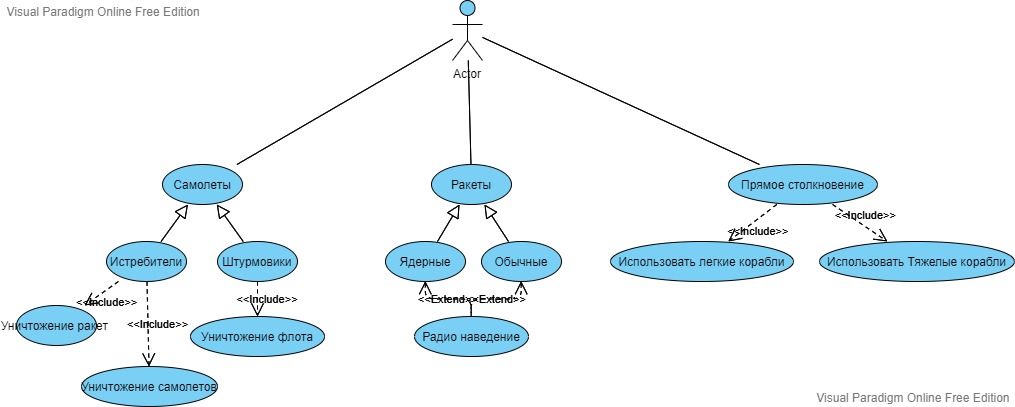 Visual Paradigm Online Free Edition
Actor
Самолеты
Ракеты
Прямое столкновение
<<Include>>
<<Include>>
Истребители
Штурмовики
Ядерные
Обычные
Использовать легкие корабли
Использовать Тяжелые корабли
<<Include>>
<<Include>>
<<Extend>>
<<Extend>>
Уничтожение ракет
<<Include>>
Уничтожение флота
Радио наведение
Уничтожение самолетов
Visual Paradigm Online Free Edition